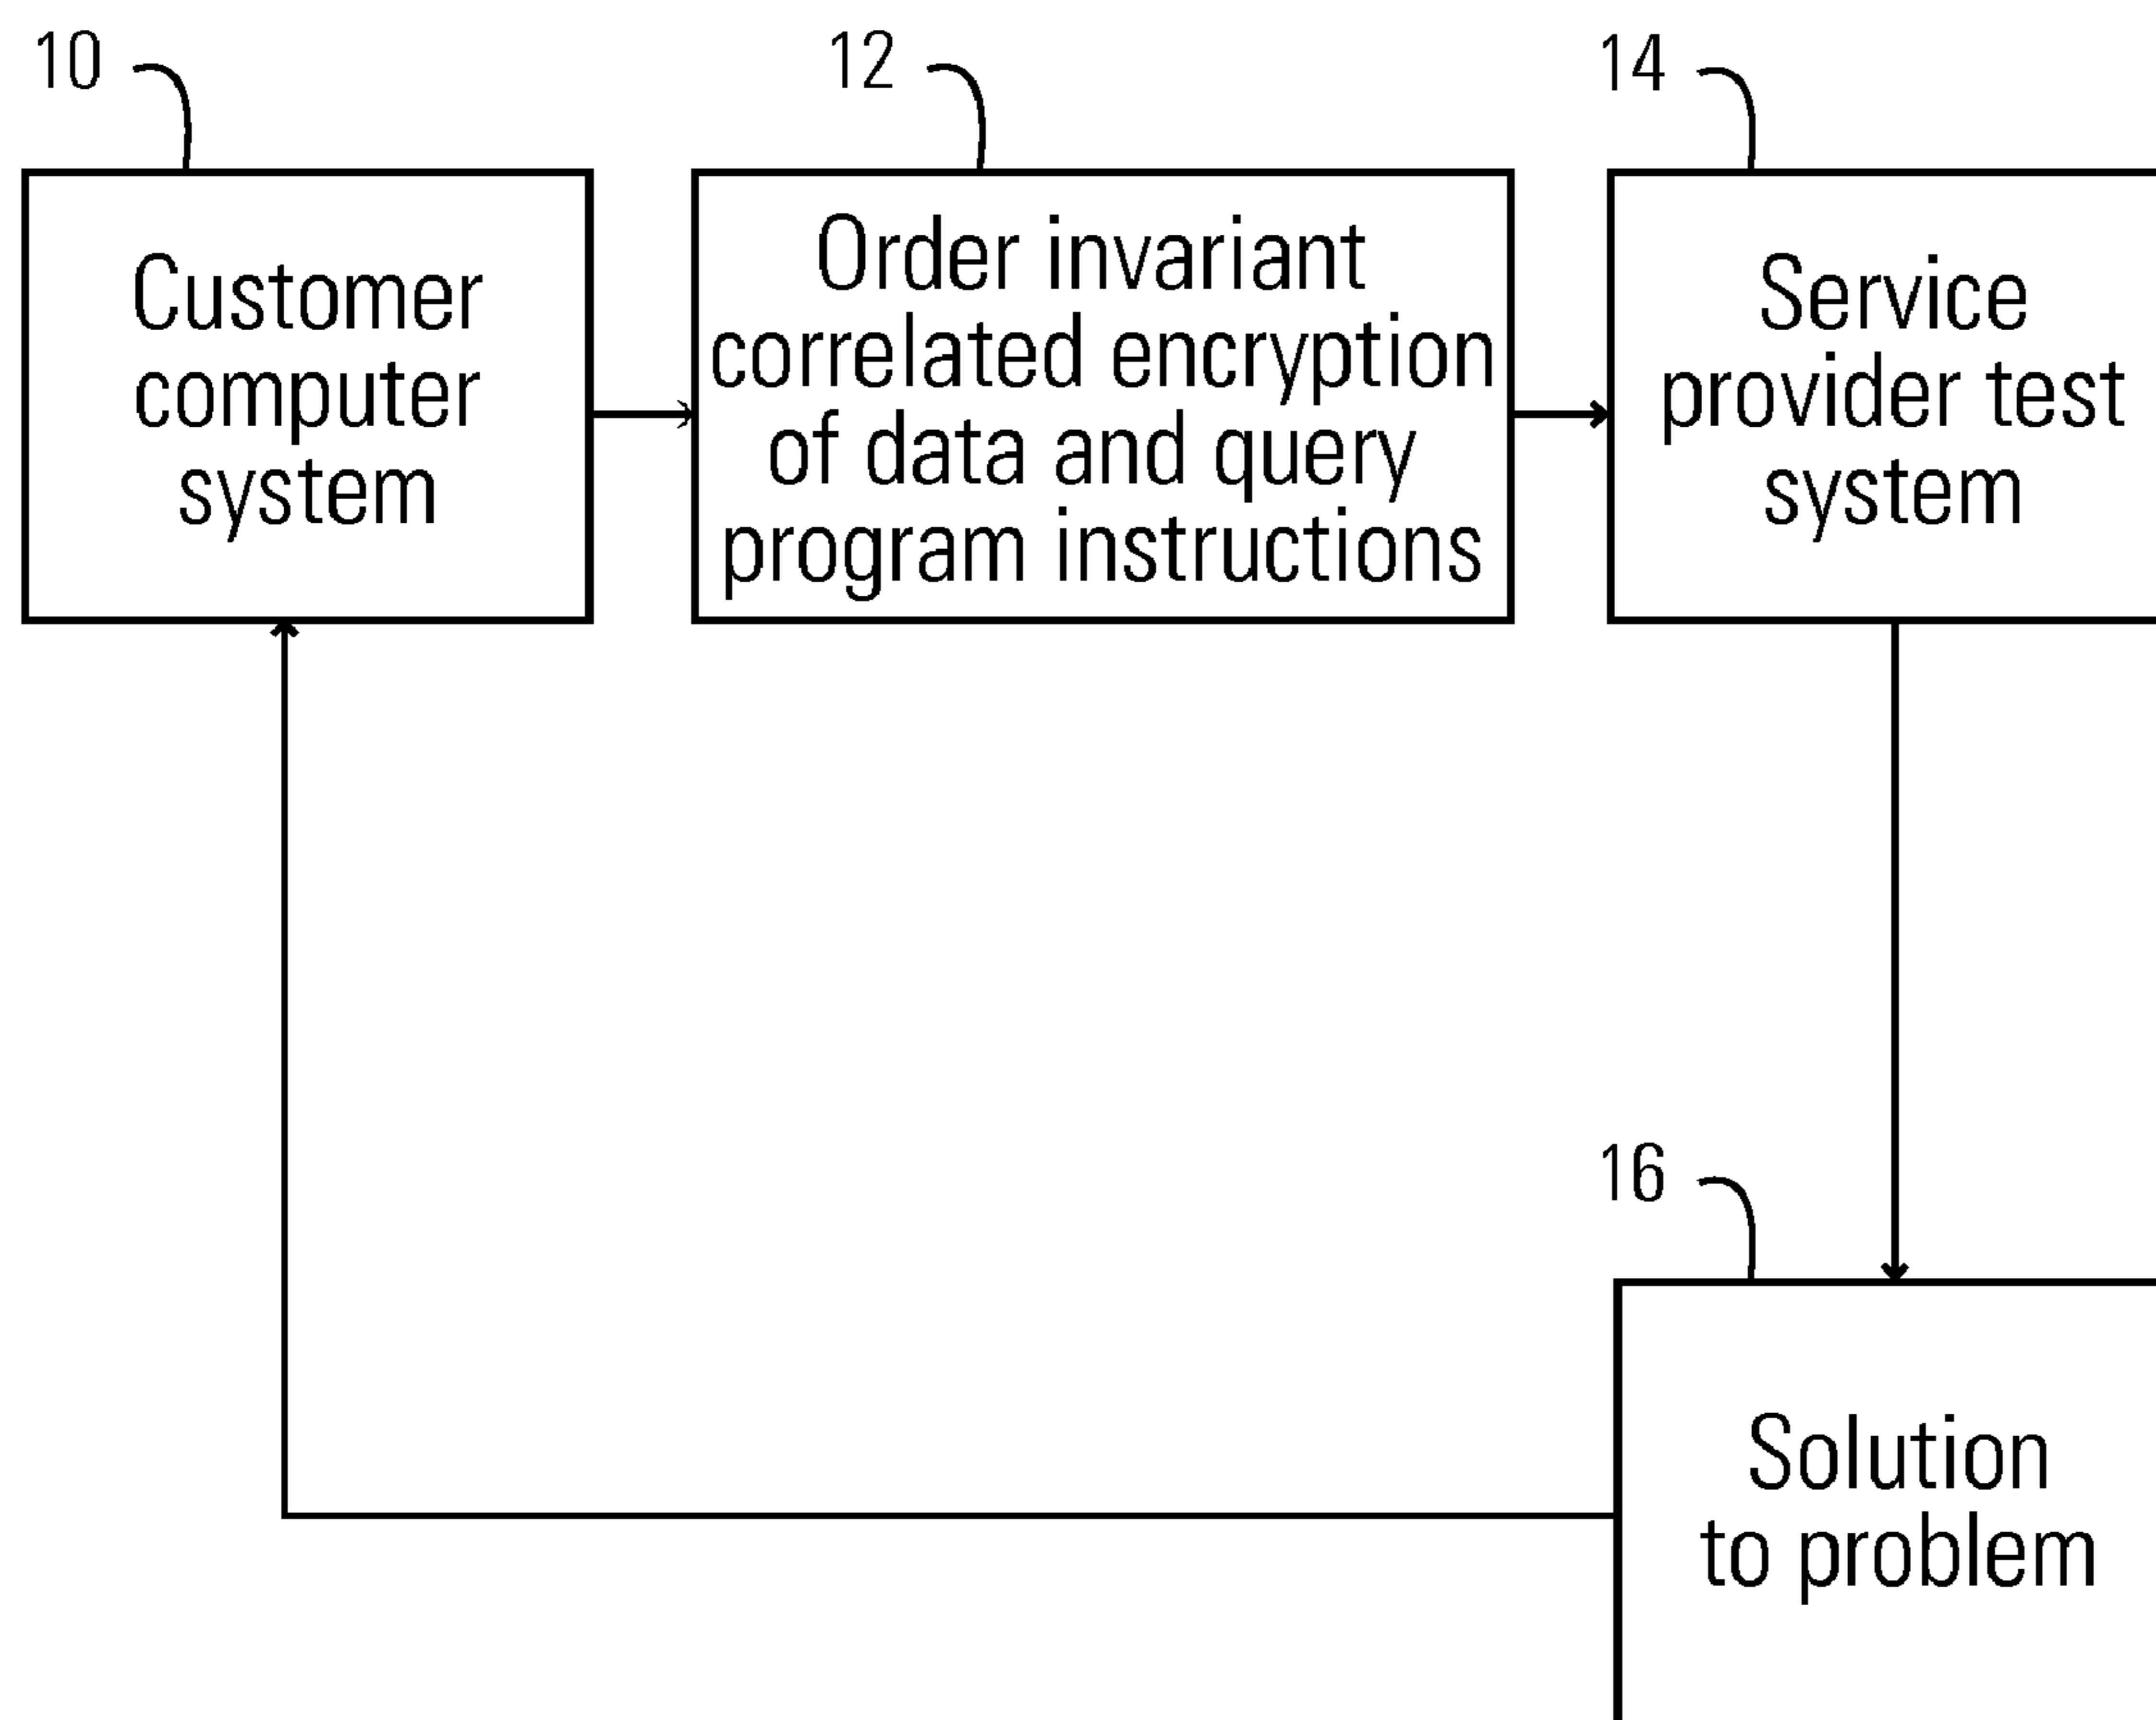 10
12
14
Customer
computer
system
Order invariant
correlated encryption
of data and query
program instructions
Service
provider test
system
16
Solution
to problem